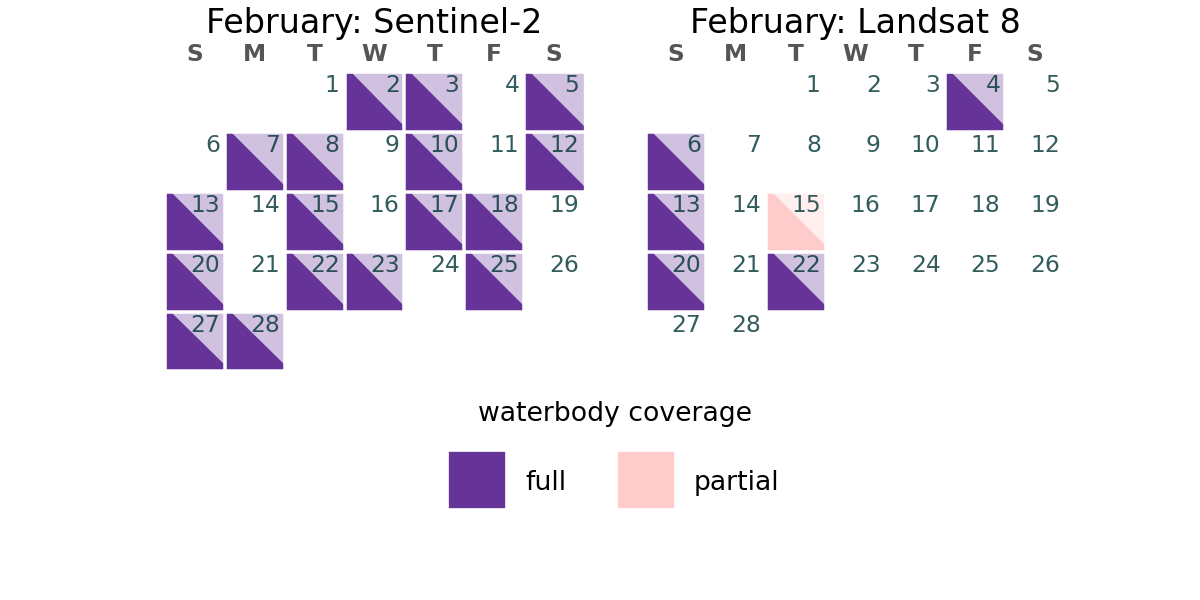 February: Sentinel-2
S M T W T F S
1 2 3 4 5
6 7 8 9 10 11 12
13 14 15 16 17 18 19
20 21 22 23 24 25 26
27 28
February: Landsat 8
S M T W T F S
1 2 3 4 5
6 7 8 9 10 11 12
13 14 15 16 17 18 19
20 21 22 23 24 25 26
27 28
waterbody coverage
full partial